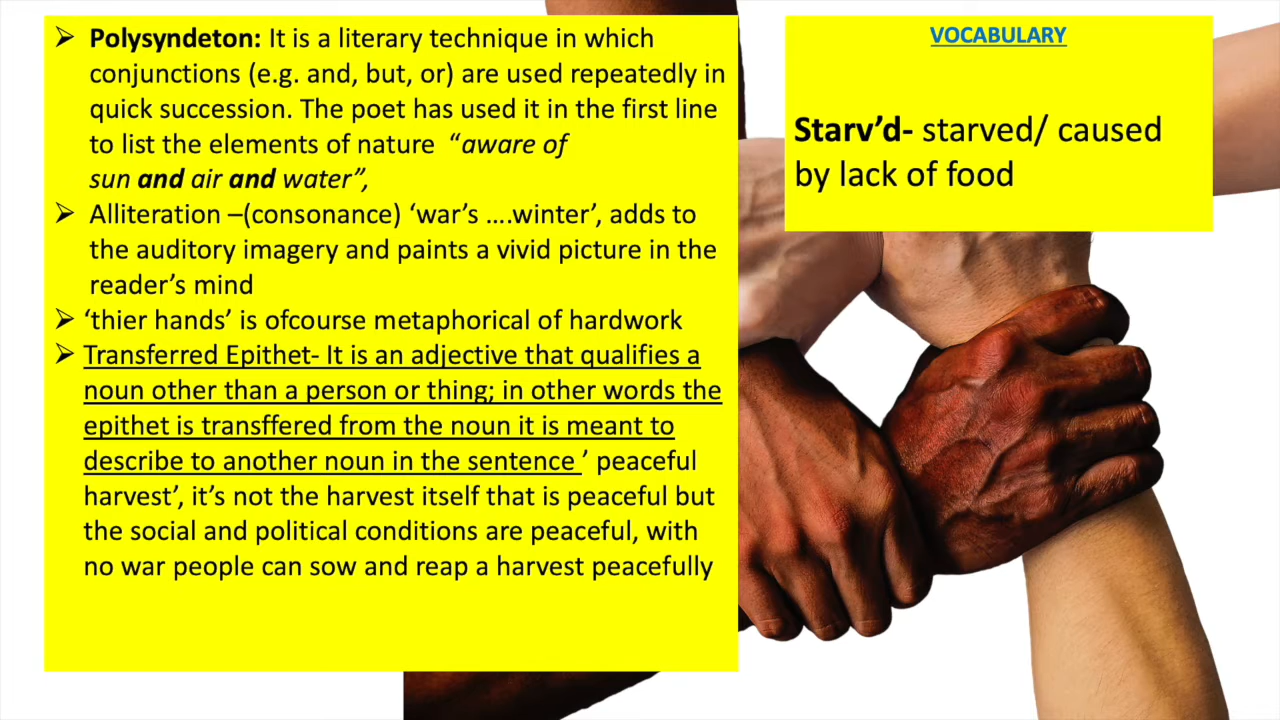 ➢ Polysyndeton: It is a literary technique in which
conjunctions (e.g. and, but, or) are used repeatedly in
quick succession. The poet has used it in the first line
to list the elements of nature “aware of
sun and air and water”,
➢ Alliteration –(consonance) ‘war’s ….winter’, adds to
the auditory imagery and paints a vivid picture in the
reader’s mind
➢ ‘thier hands’ is ofcourse metaphorical of hardwork
➢ Transferred Epithet- It is an adjective that qualifies a
noun other than a person or thing; in other words the
epithet is transffered from the noun it is meant to
describe to another noun in the sentence ’ peaceful
harvest’, it’s not the harvest itself that is peaceful but
the social and political conditions are peaceful, with
no war people can sow and reap a harvest peacefully
VOCABULARY
Starv’d- starved/ caused
by lack of food